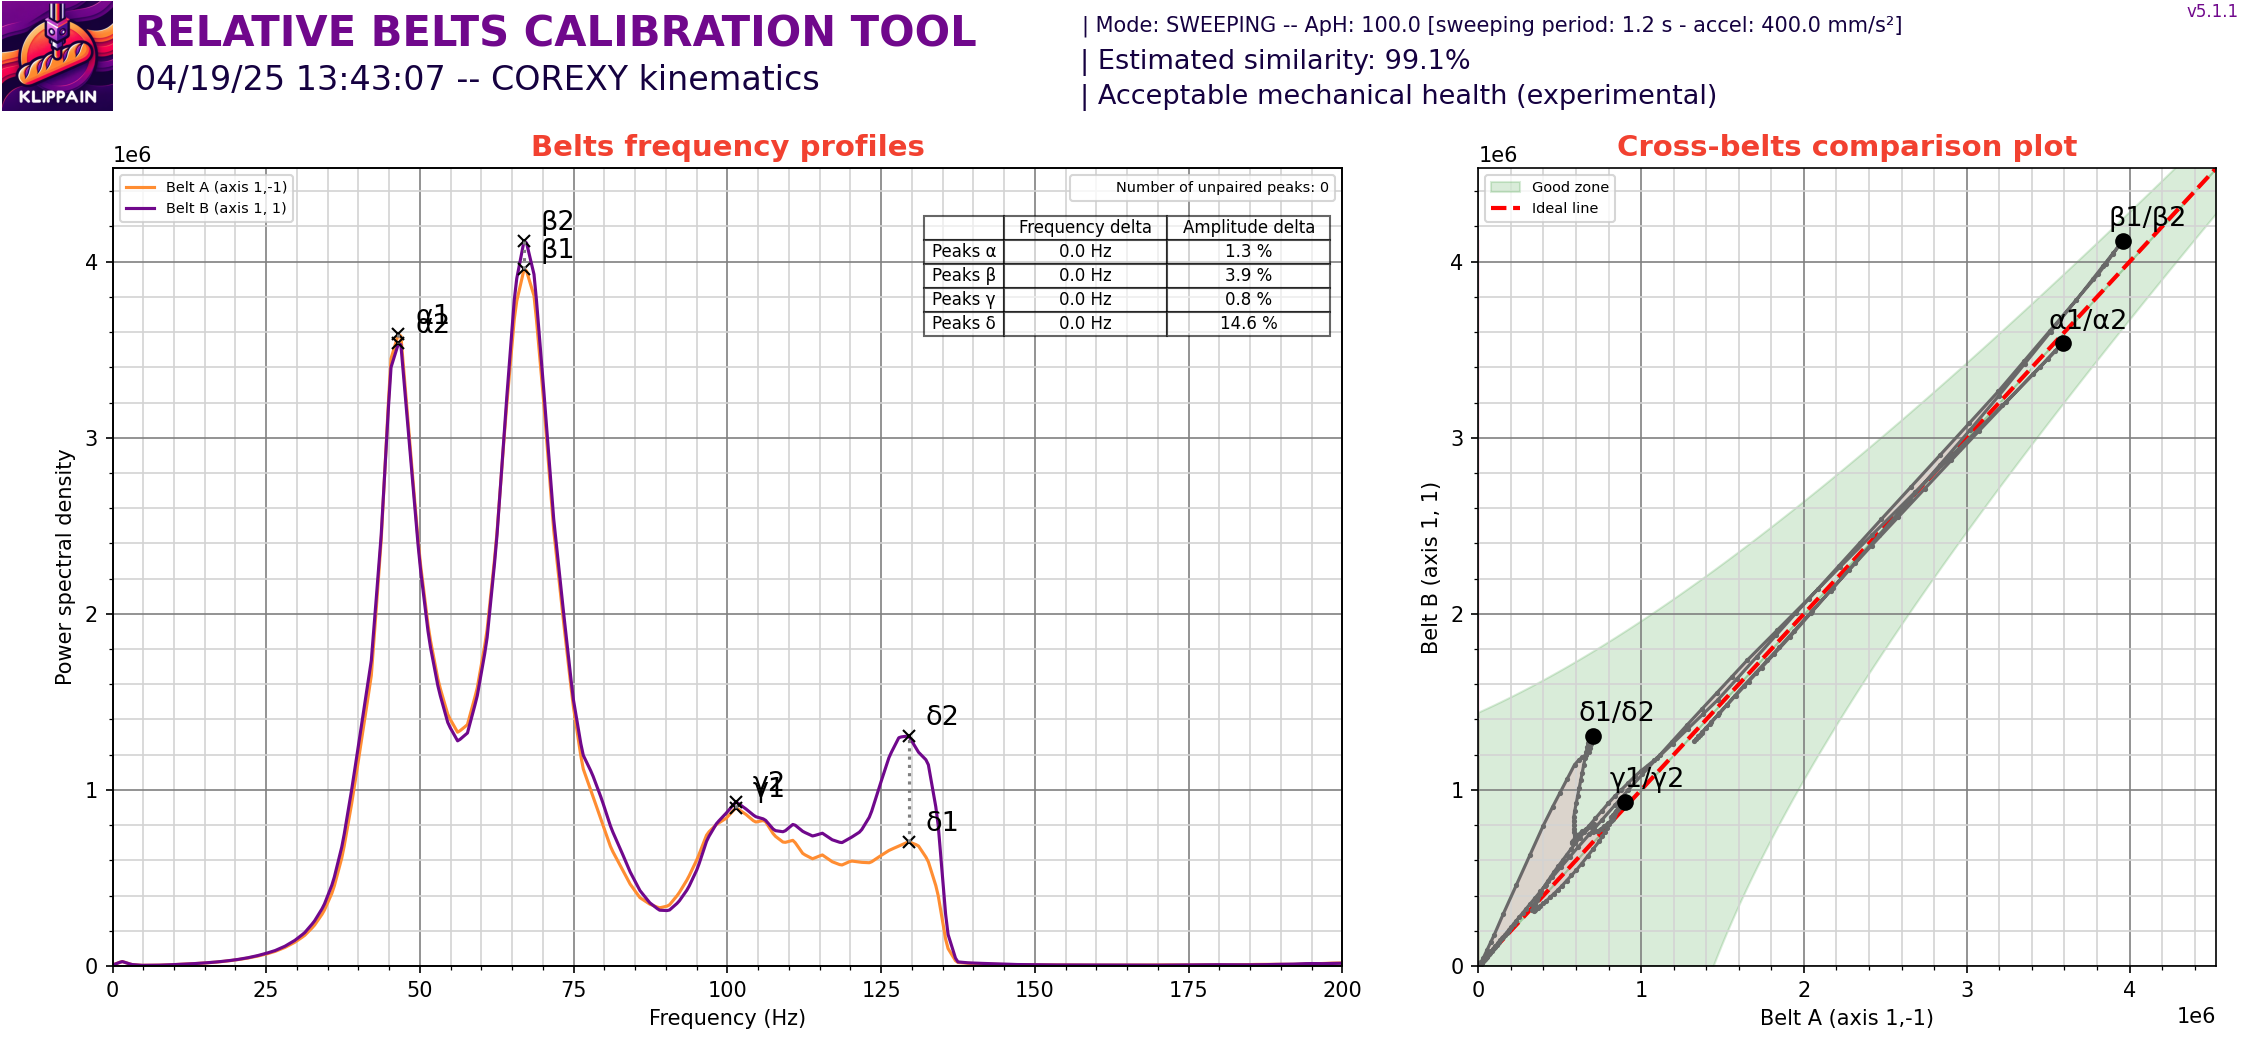 KLIPPAIN
RELATIVE BELTS CALIBRATION TOOL
04/19/25 13:43:07 -- COREXY kinematics
| Mode: SWEEPING -- ApH: 100.0 [sweeping period: 1.2 s - accel: 400.0 mm/s²]
| Estimated similarity: 99.1%
| Acceptable mechanical health (experimental)
v5.1.1
Belts frequency profiles
1e6
Belt A (axis 1,-1)
Belt B (axis 1, 1)
Number of unpaired peaks: 0
Frequency delta Amplitude delta
Peaks α 0.0 Hz 1.3 %
Peaks β 0.0 Hz 3.9 %
Peaks γ 0.0 Hz 0.8 %
Peaks δ 0.0 Hz 14.6 %
β2
β1
α1
α2
γ2
γ1
δ2
δ1
Power spectral density
4
3
2
1
0
0 25 50 75 100 125 150 175 200
Frequency (Hz)
Cross-belts comparison plot
1e6
Good zone
Ideal line
β1/β2
α1/α2
δ1/δ2
γ1/γ2
Belt B (axis 1, 1)
4
3
2
1
0
0 1 2 3 4
Belt A (axis 1,-1)
1e6